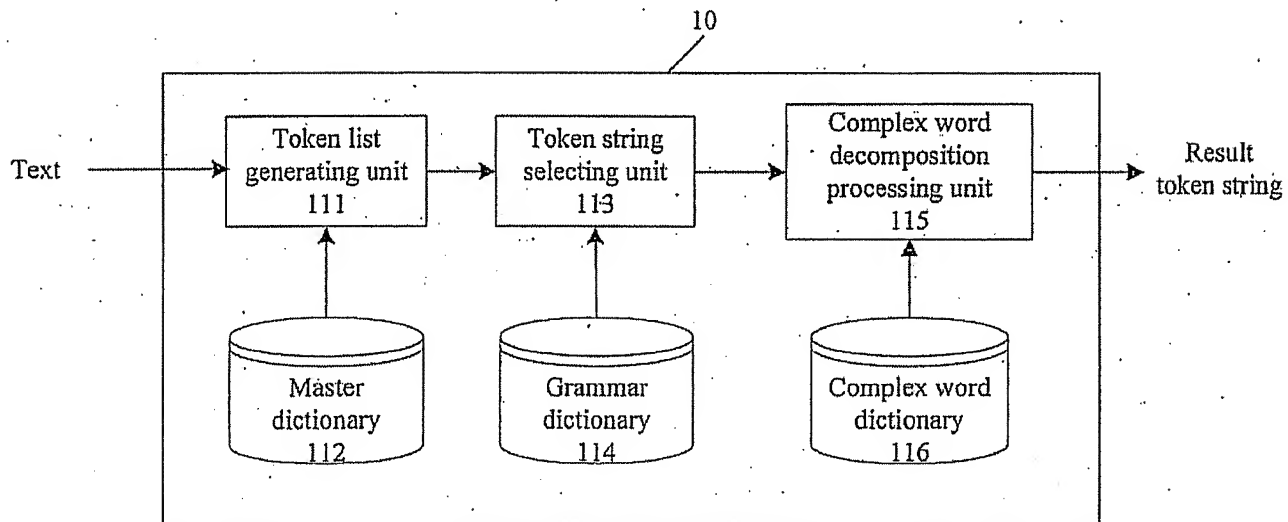 10
Text
Token list
generating unit
111
Token string
selecting unit
113
Complex word
decomposition
processing unit
115
Result
token string
Master
dictionary
112
Grammar
dictionary
114
Complex word
dictionary
116